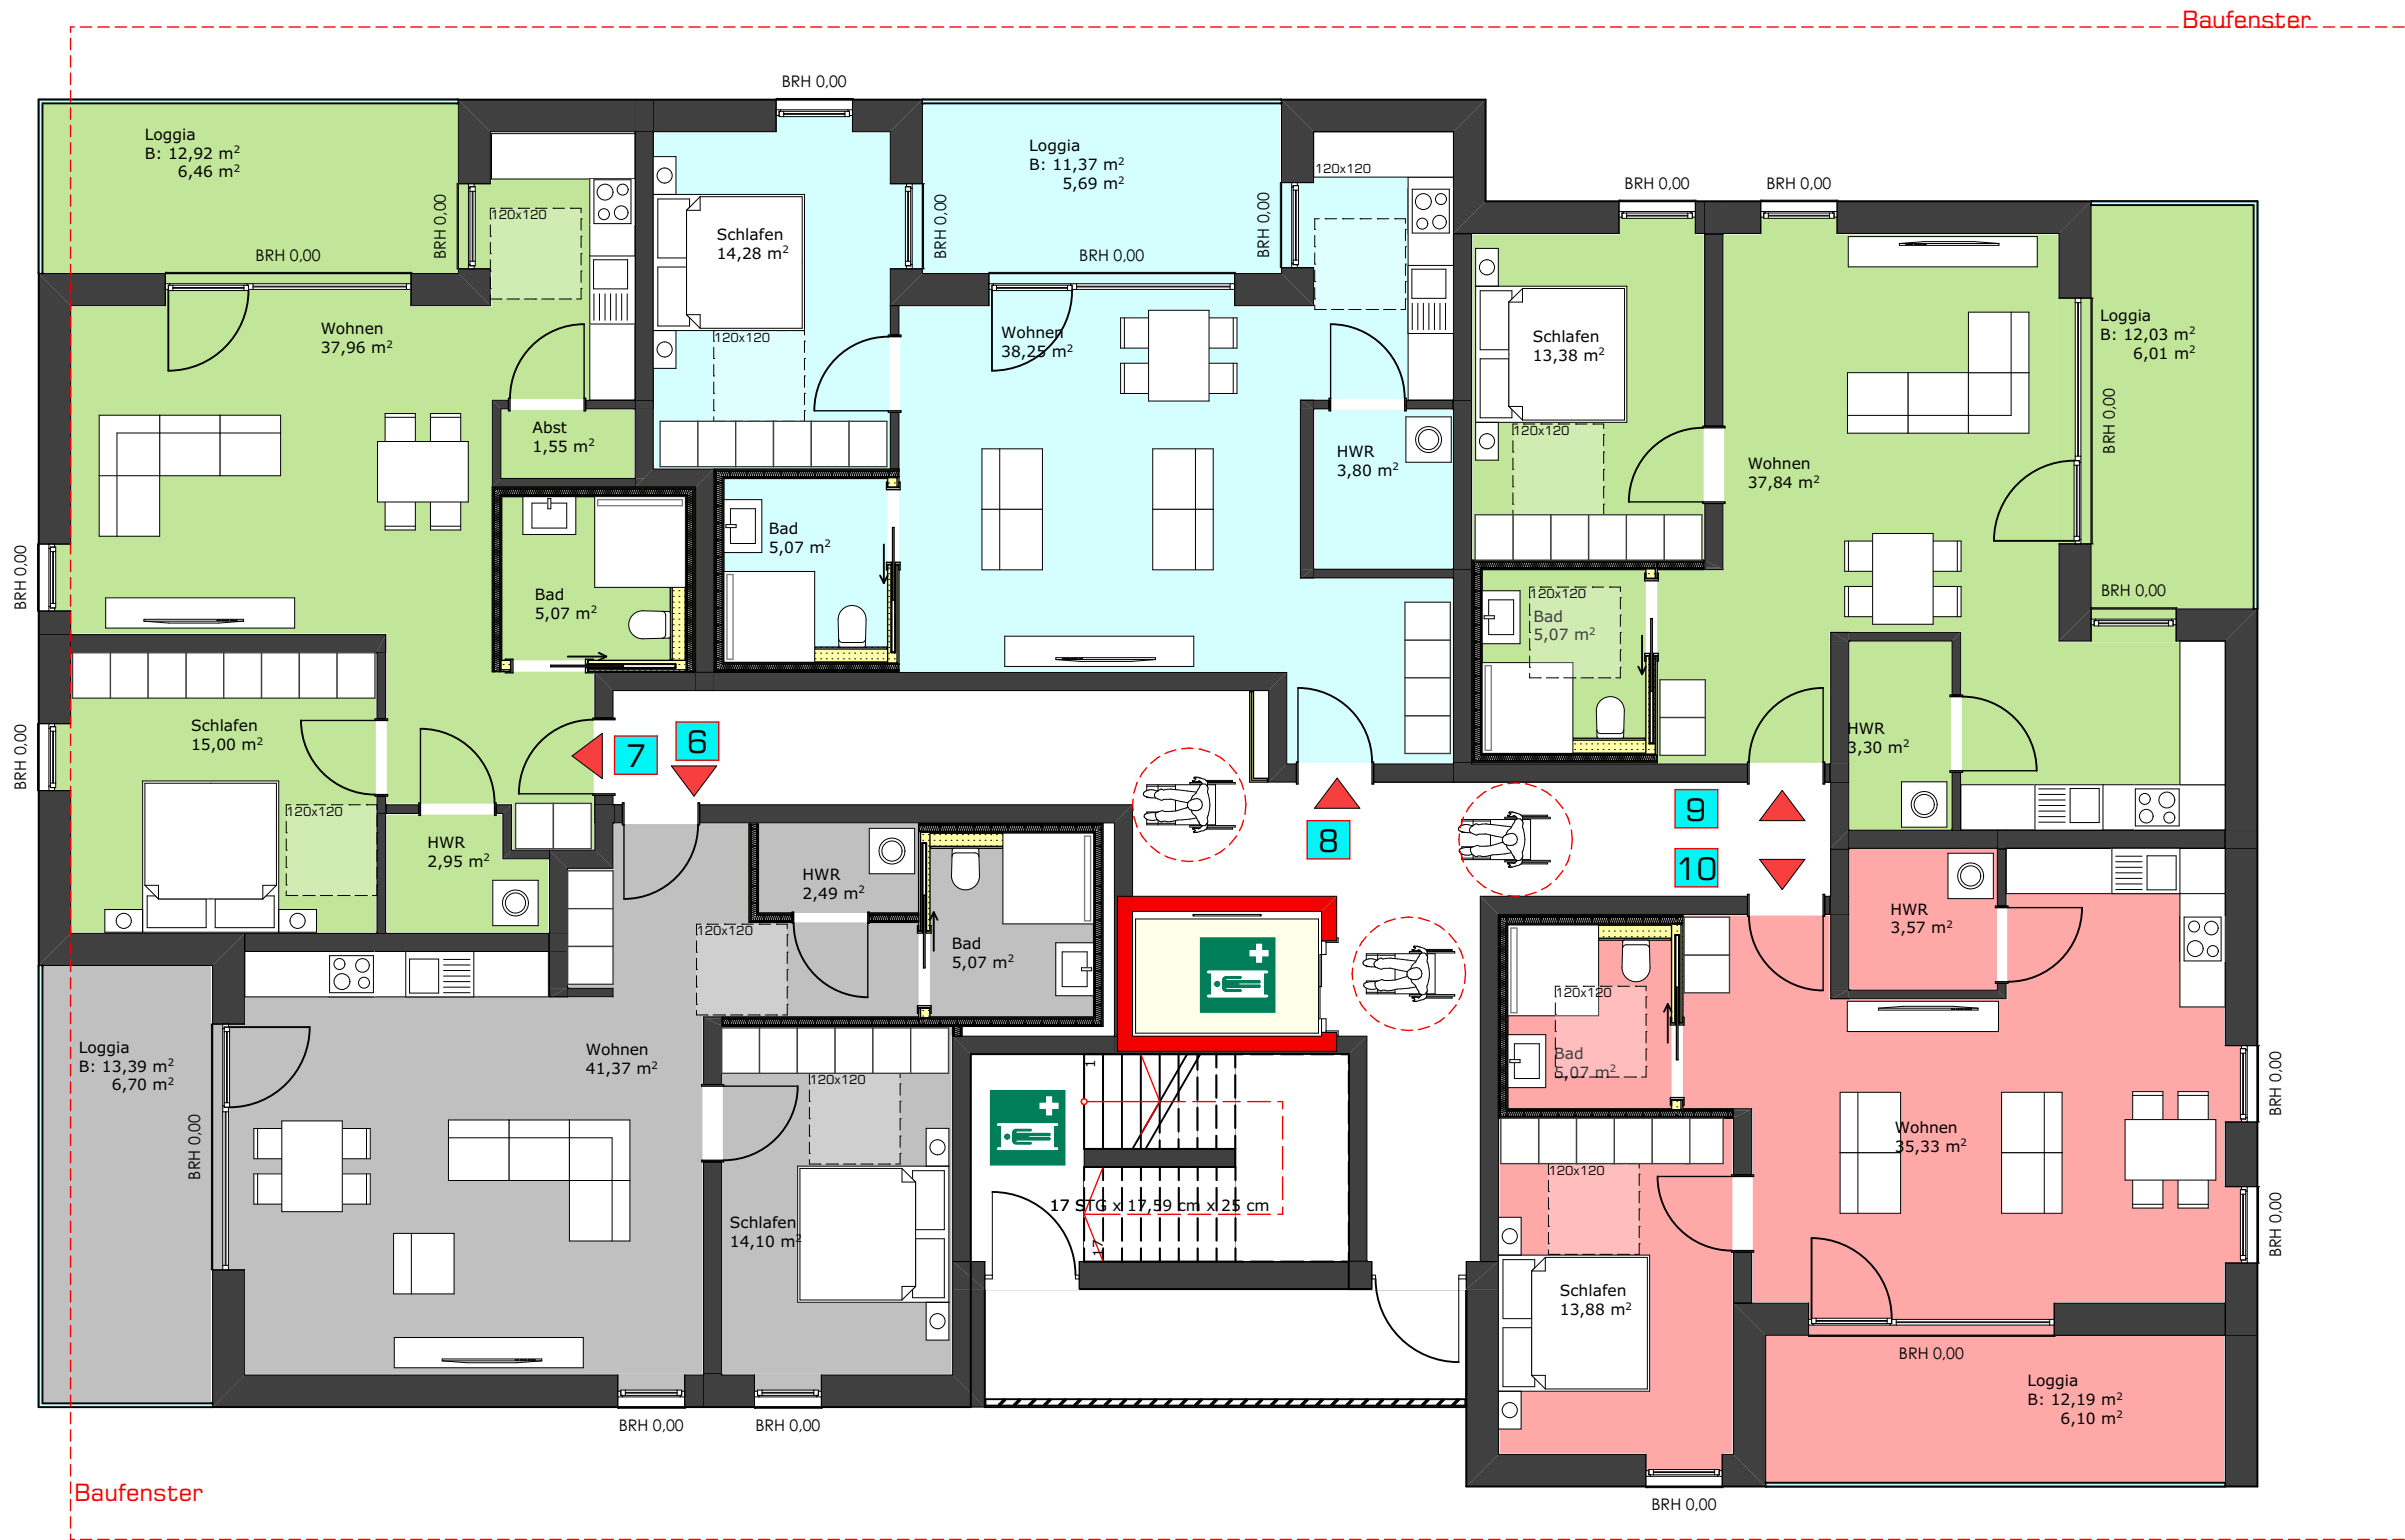 Baufenster
BRH 0,00
Loggia
B: 12,92 m²
6,46 m²
BRH 0,00
BRH 0,00
120x120
Wohnen
37,96 m²
Abst
1,55 m²
Bad
5,07 m²
BRH 0,00
BRH 0,00
Schlafen
15,00 m²
120x120
HWR
2,95 m²
7
6
Schlafen
14,28 m²
120x120
BRH 0,00
Loggia
B: 11,37 m²
5,69 m²
BRH 0,00
BRH 0,00
120x120
Wohnen
38,25 m²
HWR
3,80 m²
Bad
5,07 m²
8
BRH 0,00
BRH 0,00
Schlafen
13,38 m²
120x120
Wohnen
37,84 m²
Loggia
B: 12,03 m²
6,01 m²
BRH 0,00
BRH 0,00
120x120
Bad
5,07 m²
HWR
3,30 m²
9
10
HWR
2,49 m²
120x120
Bad
5,07 m²
Loggia
B: 13,39 m²
6,70 m²
BRH 0,00
Wohnen
41,37 m²
120x120
Schlafen
14,10 m²
BRH 0,00
BRH 0,00
1
17 STG x 17,59 cm x 25 cm
17
HWR
3,57 m²
120x120
Bad
5,07 m²
Wohnen
35,33 m²
BRH 0,00
BRH 0,00
120x120
Schlafen
13,88 m²
BRH 0,00
Loggia
B: 12,19 m²
6,10 m²
BRH 0,00
Baufenster